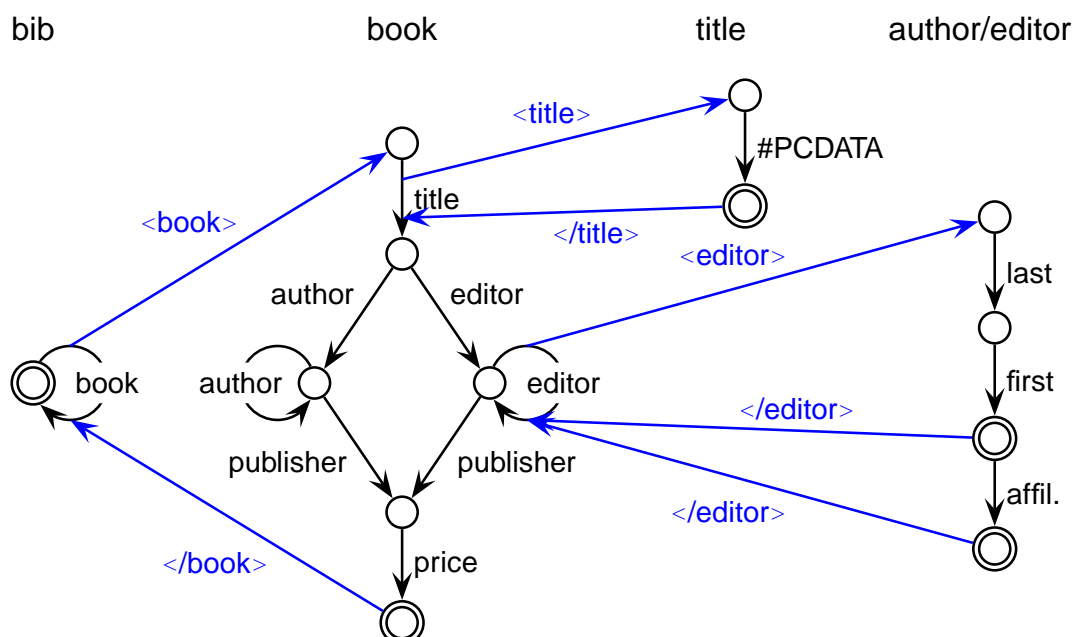 bib book title author/editor
<title>
#PCDATA
title
<book>
</title>
<editor>
last
author editor
book author editor first
</editor>
publisher publisher
affil.
</editor>
</book> price